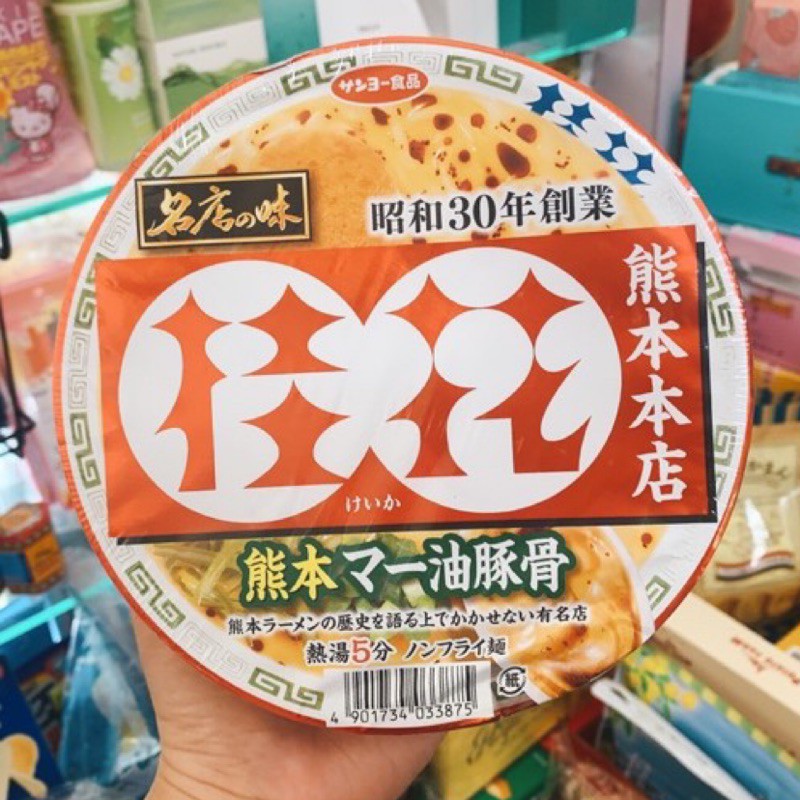 サンヨー食品
名店の味
昭和30年創業
桂花
けいか
熊本本店
熊本マー油豚骨
熊本ラーメンの歴史を語る上でかかせない有名店
熱湯5分 ノンフライ麺
紙
4 901734 033875